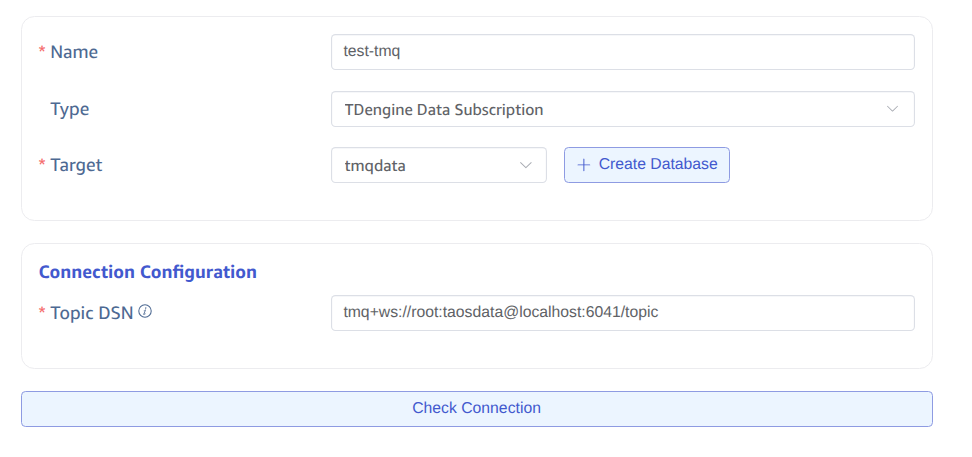 * Name
test-tmq
Type
TDengine Data Subscription
* Target
tmqdata
+ Create Database
Connection Configuration
* Topic DSN
tmq+ws://root:taosdata@localhost:6041/topic
Check Connection